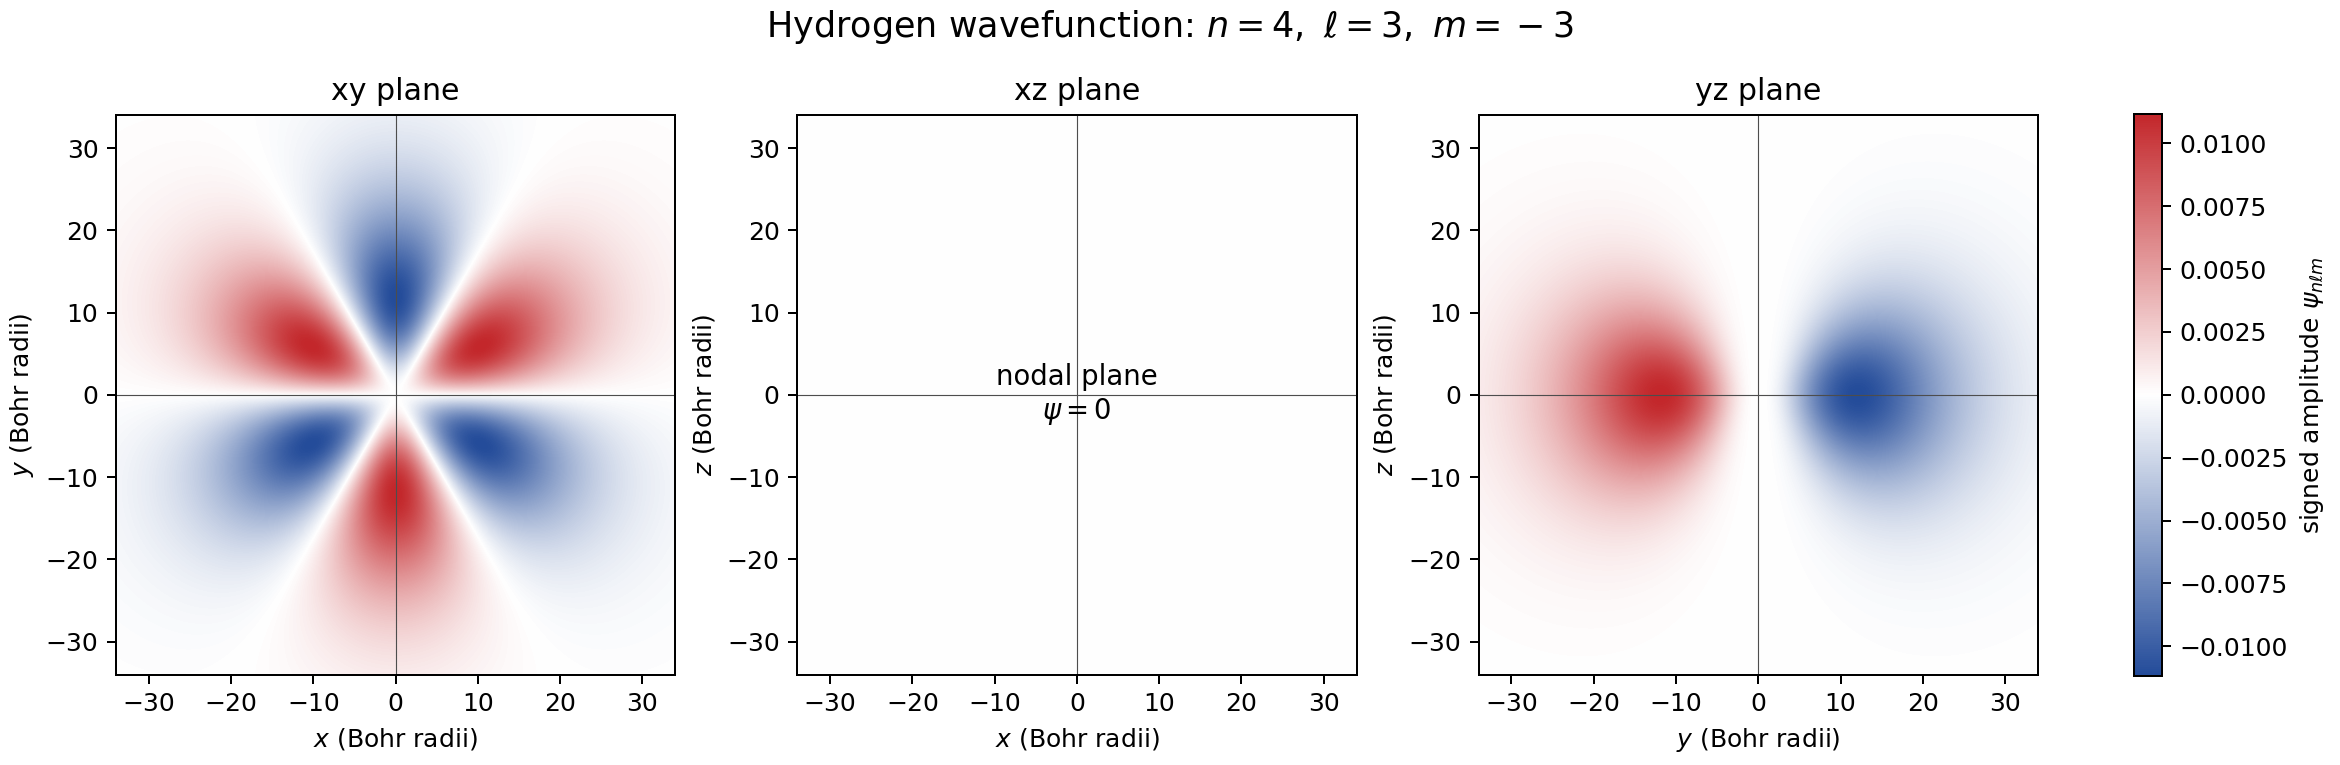 Hydrogen wavefunction: n = 4, ℓ = 3, m = − 3
xy plane
30
20
10
0
−10
−20
−30
y (Bohr radii)
−30 −20 −10 0 10 20 30
x (Bohr radii)
xz plane
30
20
10
0
−10
−20
−30
z (Bohr radii)
nodal plane
ψ = 0
−30 −20 −10 0 10 20 30
x (Bohr radii)
yz plane
30
20
10
0
−10
−20
−30
z (Bohr radii)
−30 −20 −10 0 10 20 30
y (Bohr radii)
0.0100
0.0075
0.0050
0.0025
0.0000
−0.0025
−0.0050
−0.0075
−0.0100
signed amplitude ψnℓm